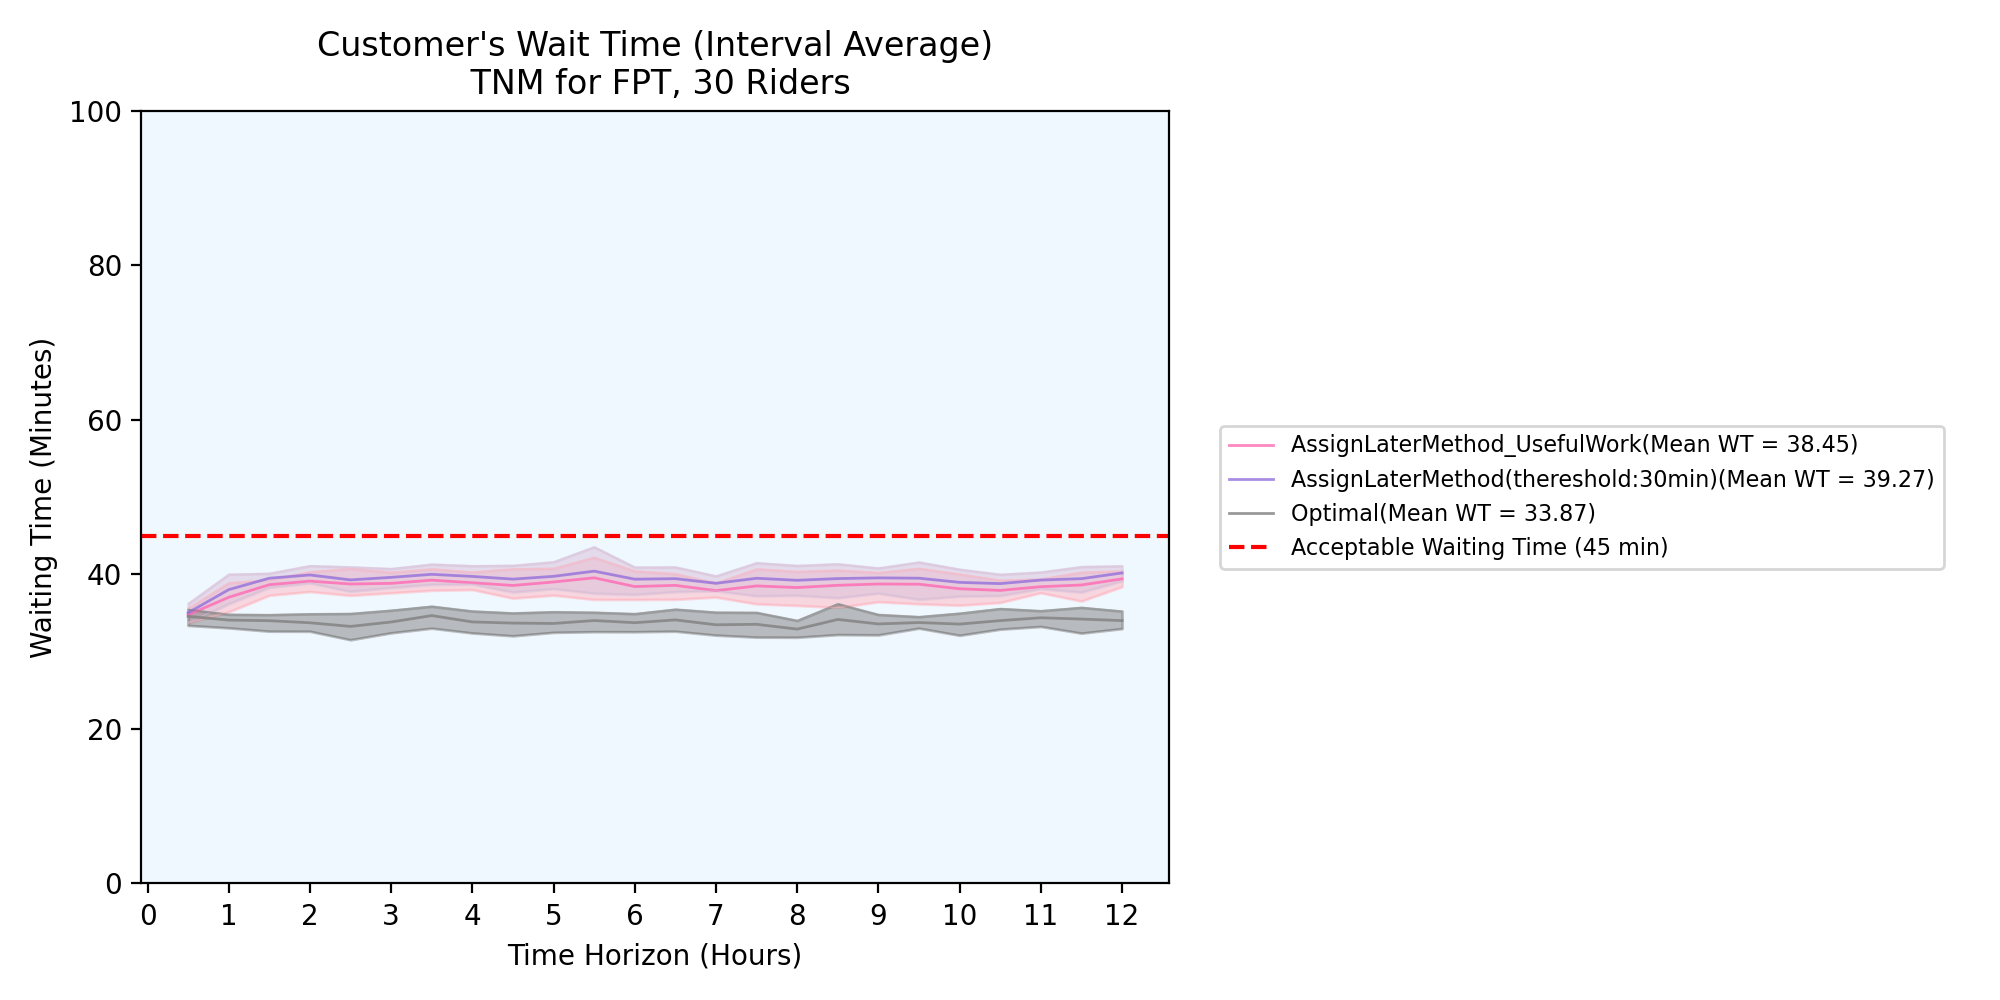 Customer's Wait Time (Interval Average)
TNM for FPT, 30 Riders
Waiting Time (Minutes)
100
80
60
40
20
0
0 1 2 3 4 5 6 7 8 9 10 11 12
Time Horizon (Hours)
AssignLaterMethod_UsefulWork(Mean WT = 38.45)
AssignLaterMethod(thereshold:30min)(Mean WT = 39.27)
Optimal(Mean WT = 33.87)
Acceptable Waiting Time (45 min)